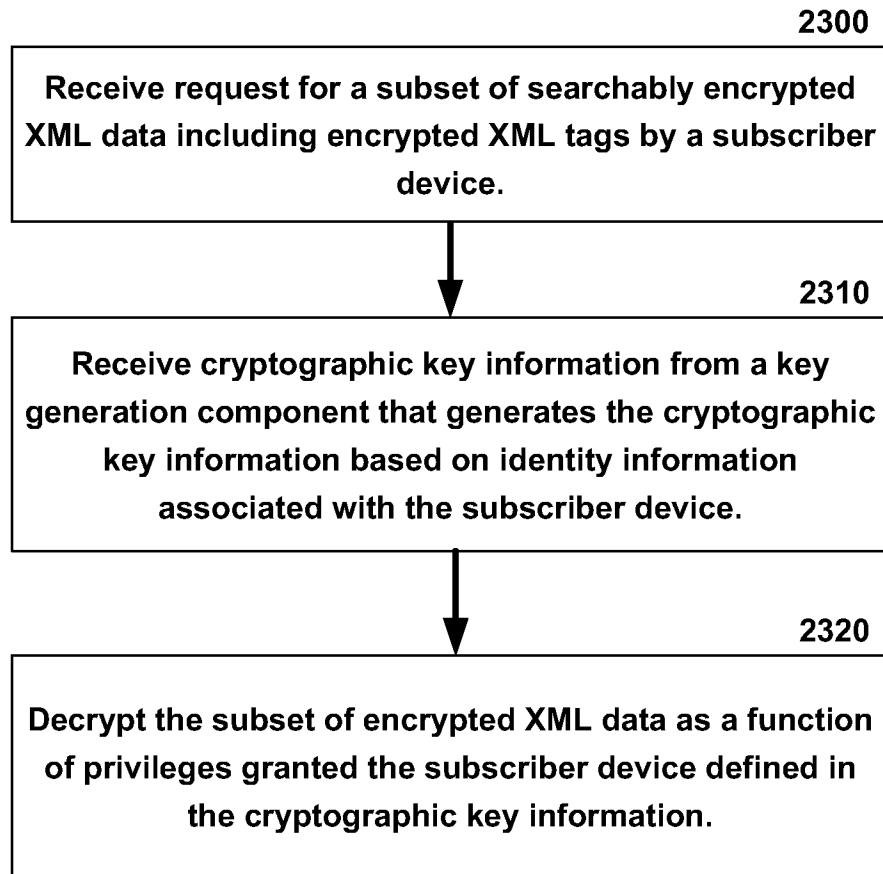 2300
Receive request for a subset of searchably encrypted
XML data including encrypted XML tags by a subscriber
device.
2310
Receive cryptographic key information from a key
generation component that generates the cryptographic
key information based on identity information
associated with the subscriber device.
2320
Decrypt the subset of encrypted XML data as a function
of privileges granted the subscriber device defined in
the cryptographic key information.